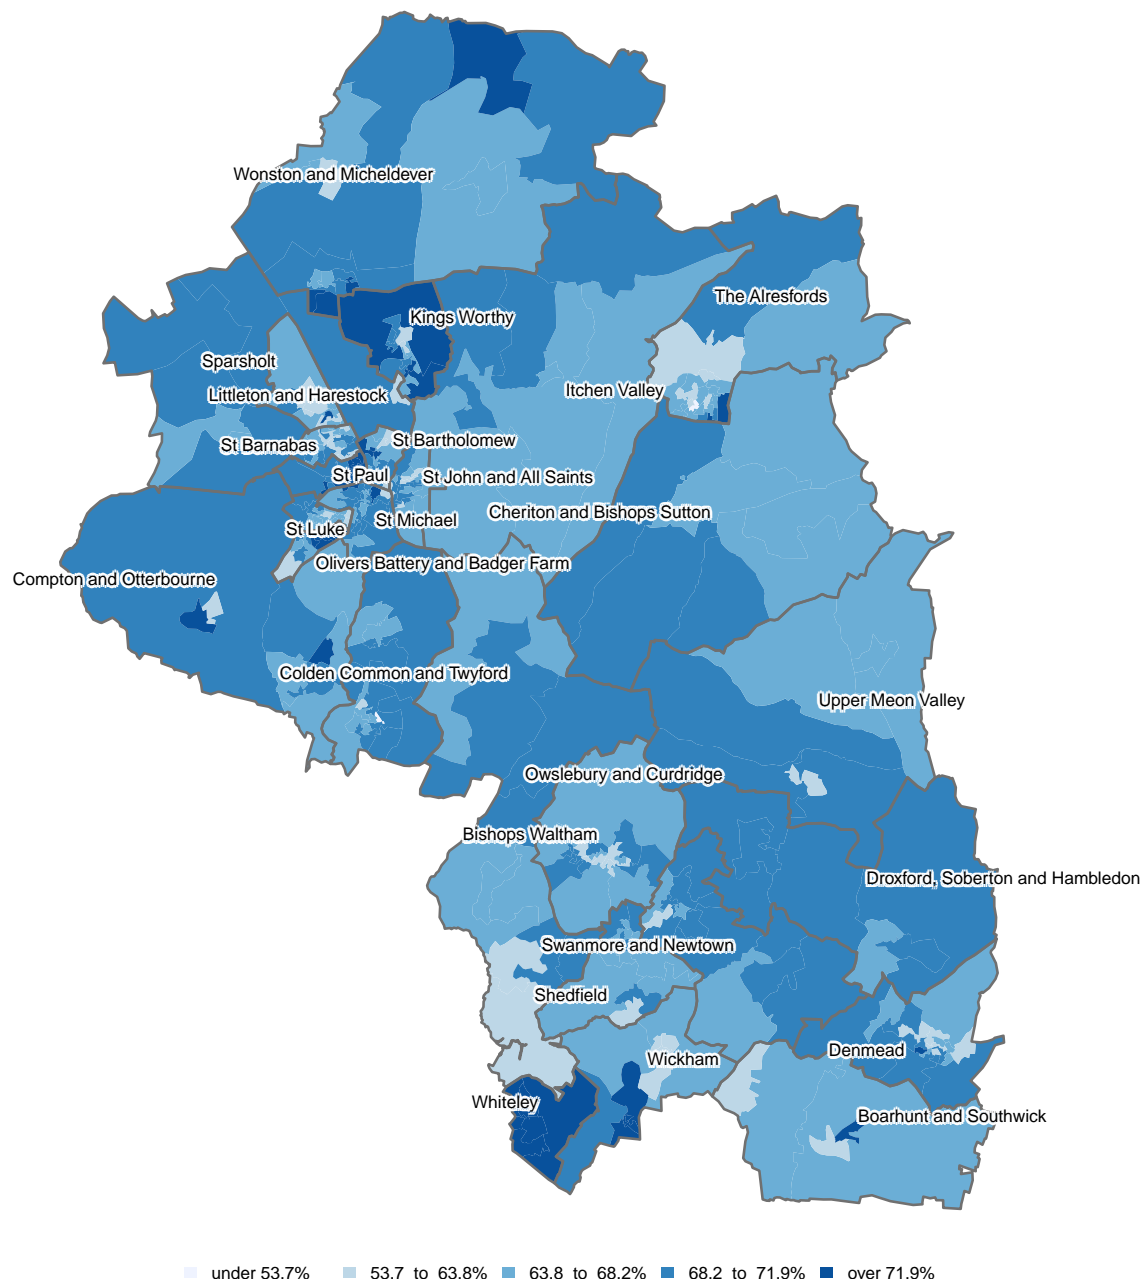 Wonston and Micheldever
The Alresfords
Kings Worthy
Sparsholt
Itchen Valley
Littleton and Harestock
St Bartholomew
St Barnabas
St Paul
St John and All Saints
Cheriton and Bishops Sutton
St Michael
St Luke
Olivers Battery and Badger Farm
Compton and Otterbourne
Colden Common and Twyford
Upper Meon Valley
Owslebury and Curdridge
Bishops Waltham
Droxford, Soberton and Hambledon
Swanmore and Newtown
Shedfield
Denmead
Wickham
Whiteley
Boarhunt and Southwick
under 53.7% 53.7 to 63.8% 63.8 to 68.2% 68.2 to 71.9% over 71.9%